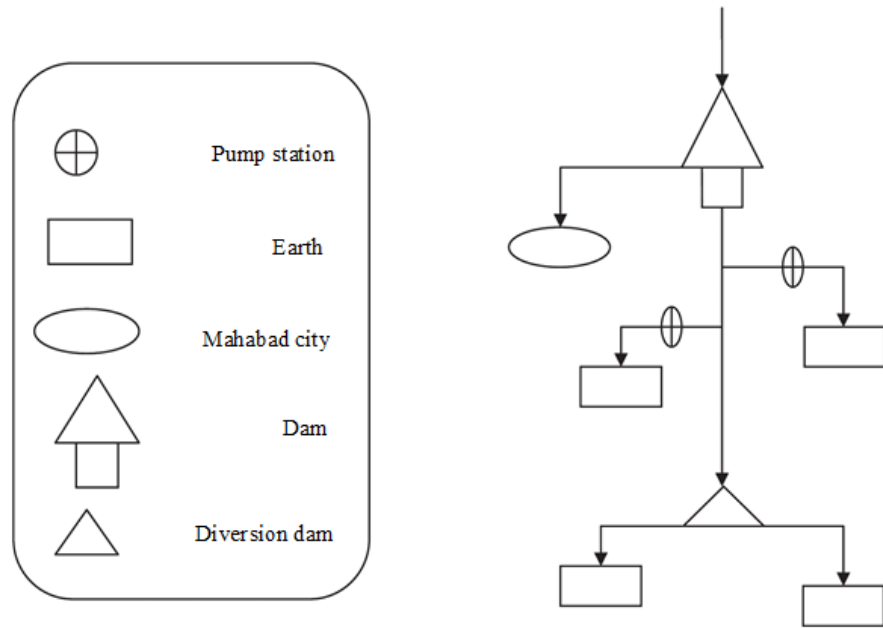 Pump station
Earth
Mahabad city
Dam
Diversion dam